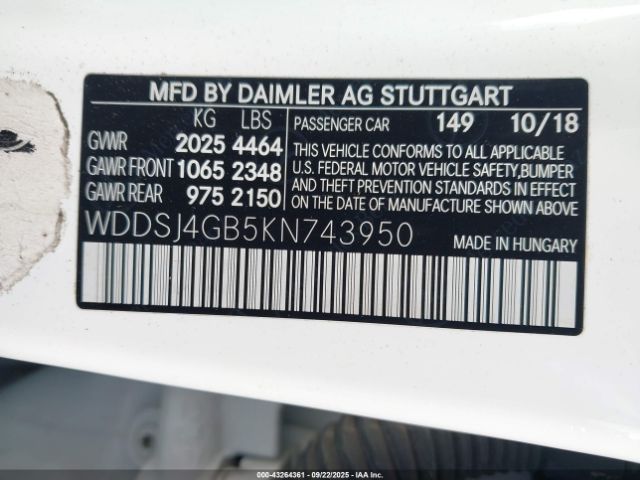 MFD BY DAIMLER AG STUTTGART
KG LBS PASSENGER CAR 149 10/18
GVWR 2025 4464
GAWR FRONT 1065 2348
GAWR REAR 975 2150
THIS VEHICLE CONFORMS TO ALL APPLICABLE
U.S. FEDERAL MOTOR VEHICLE SAFETY,BUMPER
AND THEFT PREVENTION STANDARDS IN EFFECT
ON THE DATE OF MANUFACTURE SHOWN ABOVE.
WDDSJ4GB5KN743950 MADE IN HUNGARY
000-43264361 - 09/22/2025 - IAAI.COM